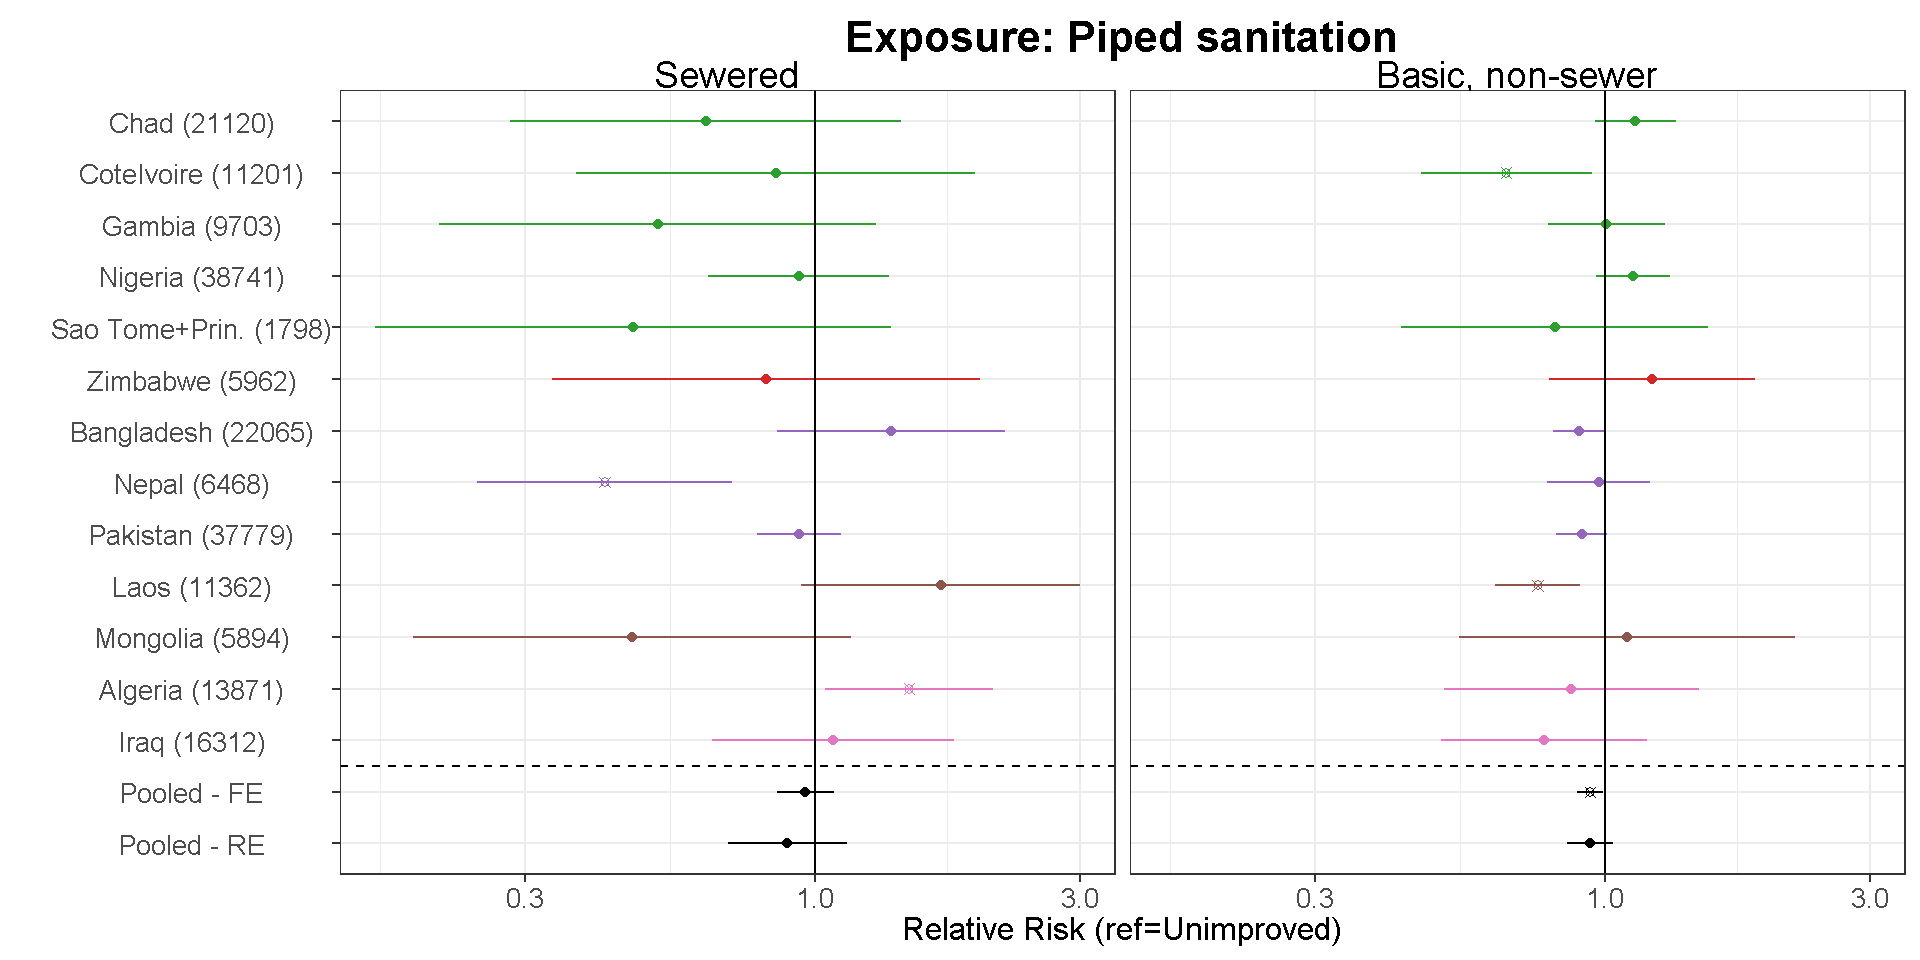 Exposure: Piped sanitation
Sewered
Basic, non-sewer
Chad (21120)
CoteIvoire (11201)
Gambia (9703)
Nigeria (38741)
Sao Tome+Prin. (1798)
Zimbabwe (5962)
Bangladesh (22065)
Nepal (6468)
Pakistan (37779)
Laos (11362)
Mongolia (5894)
Algeria (13871)
Iraq (16312)
Pooled - FE
Pooled - RE
0.3 1.0 3.0 0.3 1.0 3.0
Relative Risk (ref=Unimproved)